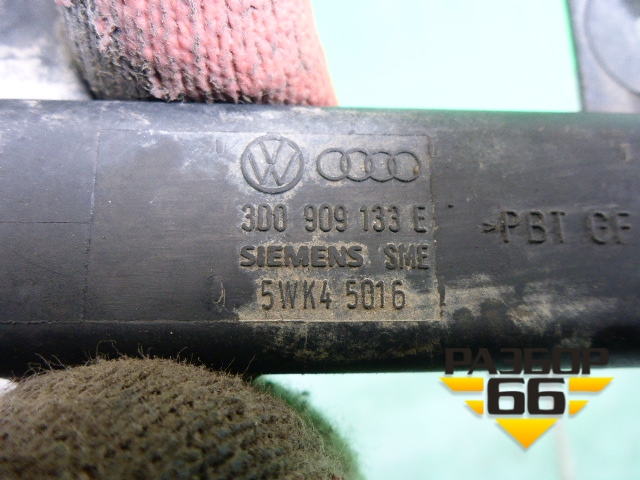 3D0 909 133 E
SIEMENS SME
5WK4 5016
>PBT GF
РАЗБОР
66